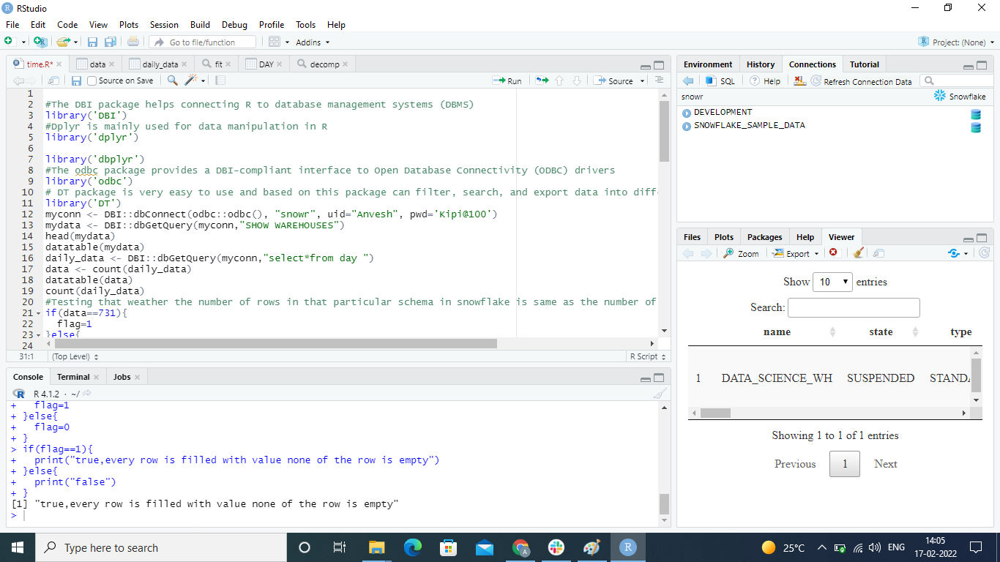 RStudio
File Edit Code View Plots Session Build Debug Profile Tools Help
Go to file/function Addins Project: (None)
time.R* data daily_data fit DAY decomp
Source on Save Run Source
1
2 #The DBI package helps connecting R to database management systems (DBMS)
3 library('DBI')
4 #Dplyr is mainly used for data manipulation in R
5 library('dplyr')
6
7 library('dbplyr')
8 #The odbc package provides a DBI-compliant interface to Open Database Connectivity (ODBC) drivers
9 library('odbc')
10 # DT package is very easy to use and based on this package can filter, search, and export data into diff
11 library('DT')
12 myconn <- DBI::dbConnect(odbc::odbc(), "snowr", uid="Anvesh", pwd='Kipi@100')
13 mydata <- DBI::dbGetQuery(myconn,"SHOW WAREHOUSES")
14 head(mydata)
15 datatable(mydata)
16 daily_data <- DBI::dbGetQuery(myconn,"select*from day ")
17 data <- count(daily_data)
18 datatable(data)
19 count(daily_data)
20 #Testing that weather the number of rows in that particular schema in snowflake is same as the number of
21 if(data==731){
22 flag=1
23 }else{
24
31:1 (Top Level) R Script
Console Terminal Jobs
R 4.1.2 · ~/
+ flag=1
+ }else{
+ flag=0
+ }
> if(flag==1){
+ print("true,every row is filled with value none of the row is empty")
+ }else{
+ print("false")
+ }
[1] "true,every row is filled with value none of the row is empty"
>
Environment History Connections Tutorial
SQL Help Refresh Connection Data
snowr Snowflake
DEVELOPMENT
SNOWFLAKE_SAMPLE_DATA
Files Plots Packages Help Viewer
Zoom Export
Show 10 entries
Search:
name state type
1 DATA_SCIENCE_WH SUSPENDED STANDA
Showing 1 to 1 of 1 entries
Previous 1 Next
Type here to search
25°C ENG 14:05
17-02-2022